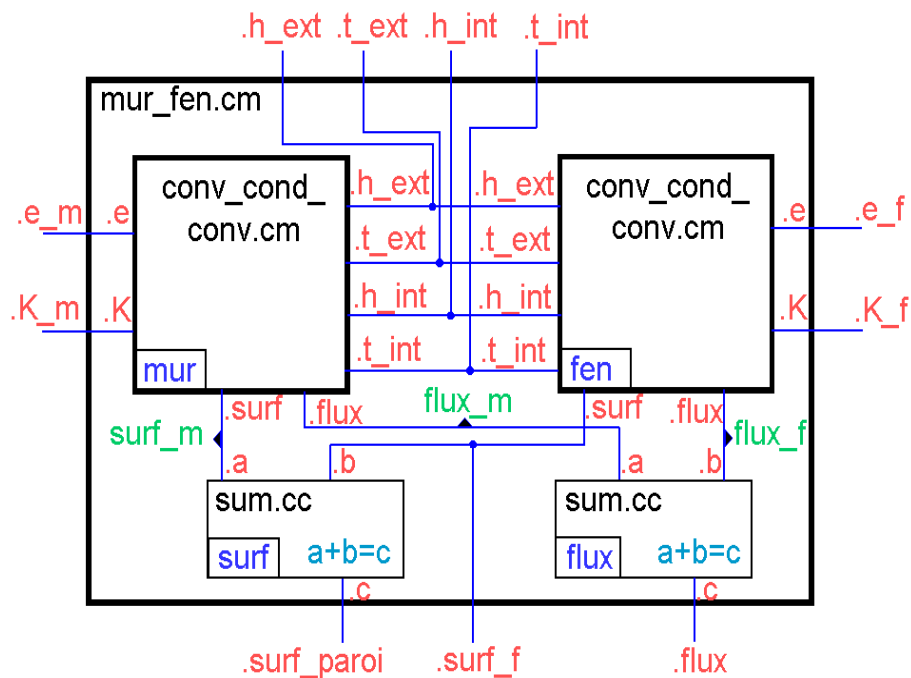 .h_ext .t_ext .h_int .t_int
mur_fen.cm
conv_cond_
conv.cm
mur
conv_cond_
conv.cm
fen
.h_ext .h_ext
.t_ext .t_ext
.h_int .h_int
.t_int .t_int
.e_m .e
.K_m .K
.e .e_f
.K .K_f
.surf .flux flux_m .surf .flux
surf_m flux_f
.a .b .a .b
sum.cc
surf a+b=c
sum.cc
flux a+b=c
.c .c
.surf_paroi .surf_f .flux